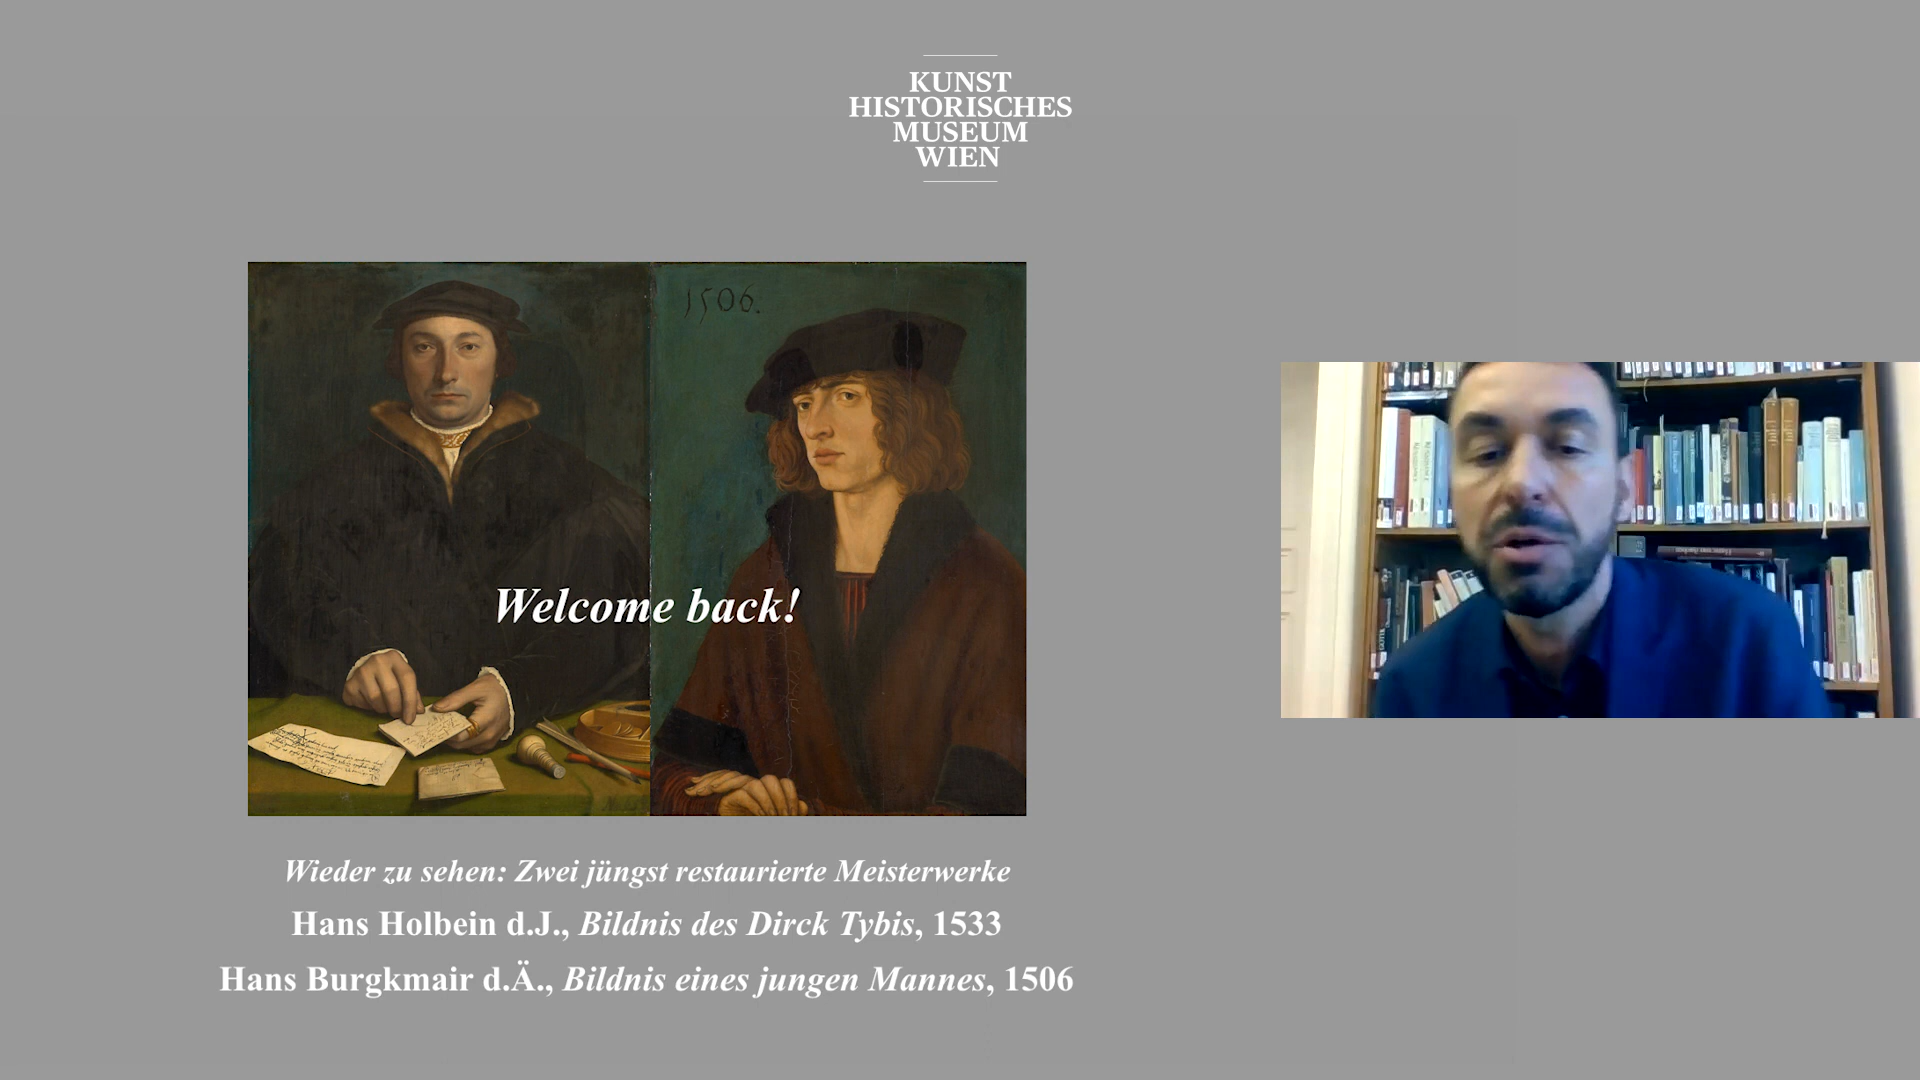 KUNST
HISTORISCHES
MUSEUM
WIEN
1506.
Welcome back!
Wieder zu sehen: Zwei jüngst restaurierte Meisterwerke
Hans Holbein d.J., Bildnis des Dirck Tybis, 1533
Hans Burgkmair d.Ä., Bildnis eines jungen Mannes, 1506